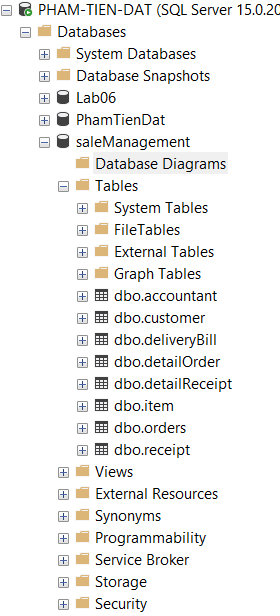 PHAM-TIEN-DAT (SQL Server 15.0.20
Databases
System Databases
Database Snapshots
Lab06
PhamTienDat
saleManagement
Database Diagrams
Tables
System Tables
FileTables
External Tables
Graph Tables
dbo.accountant
dbo.customer
dbo.deliveryBill
dbo.detailOrder
dbo.detailReceipt
dbo.item
dbo.orders
dbo.receipt
Views
External Resources
Synonyms
Programmability
Service Broker
Storage
Security